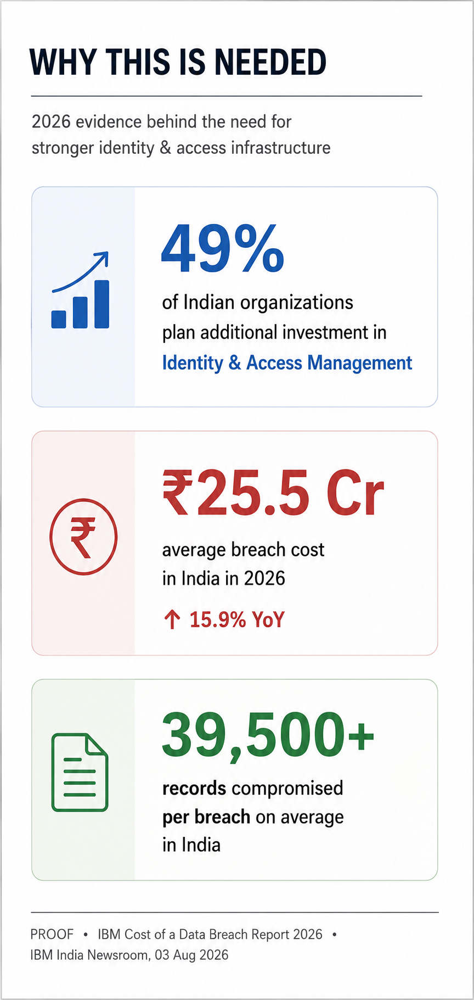 WHY THIS IS NEEDED
2026 evidence behind the need for
stronger identity & access infrastructure
49%
of Indian organizations
plan additional investment in
Identity & Access Management
₹
₹25.5 Cr
average breach cost
in India in 2026
↑ 15.9% YoY
39,500+
records compromised
per breach on average
in India
PROOF • IBM Cost of a Data Breach Report 2026 •
IBM India Newsroom, 03 Aug 2026